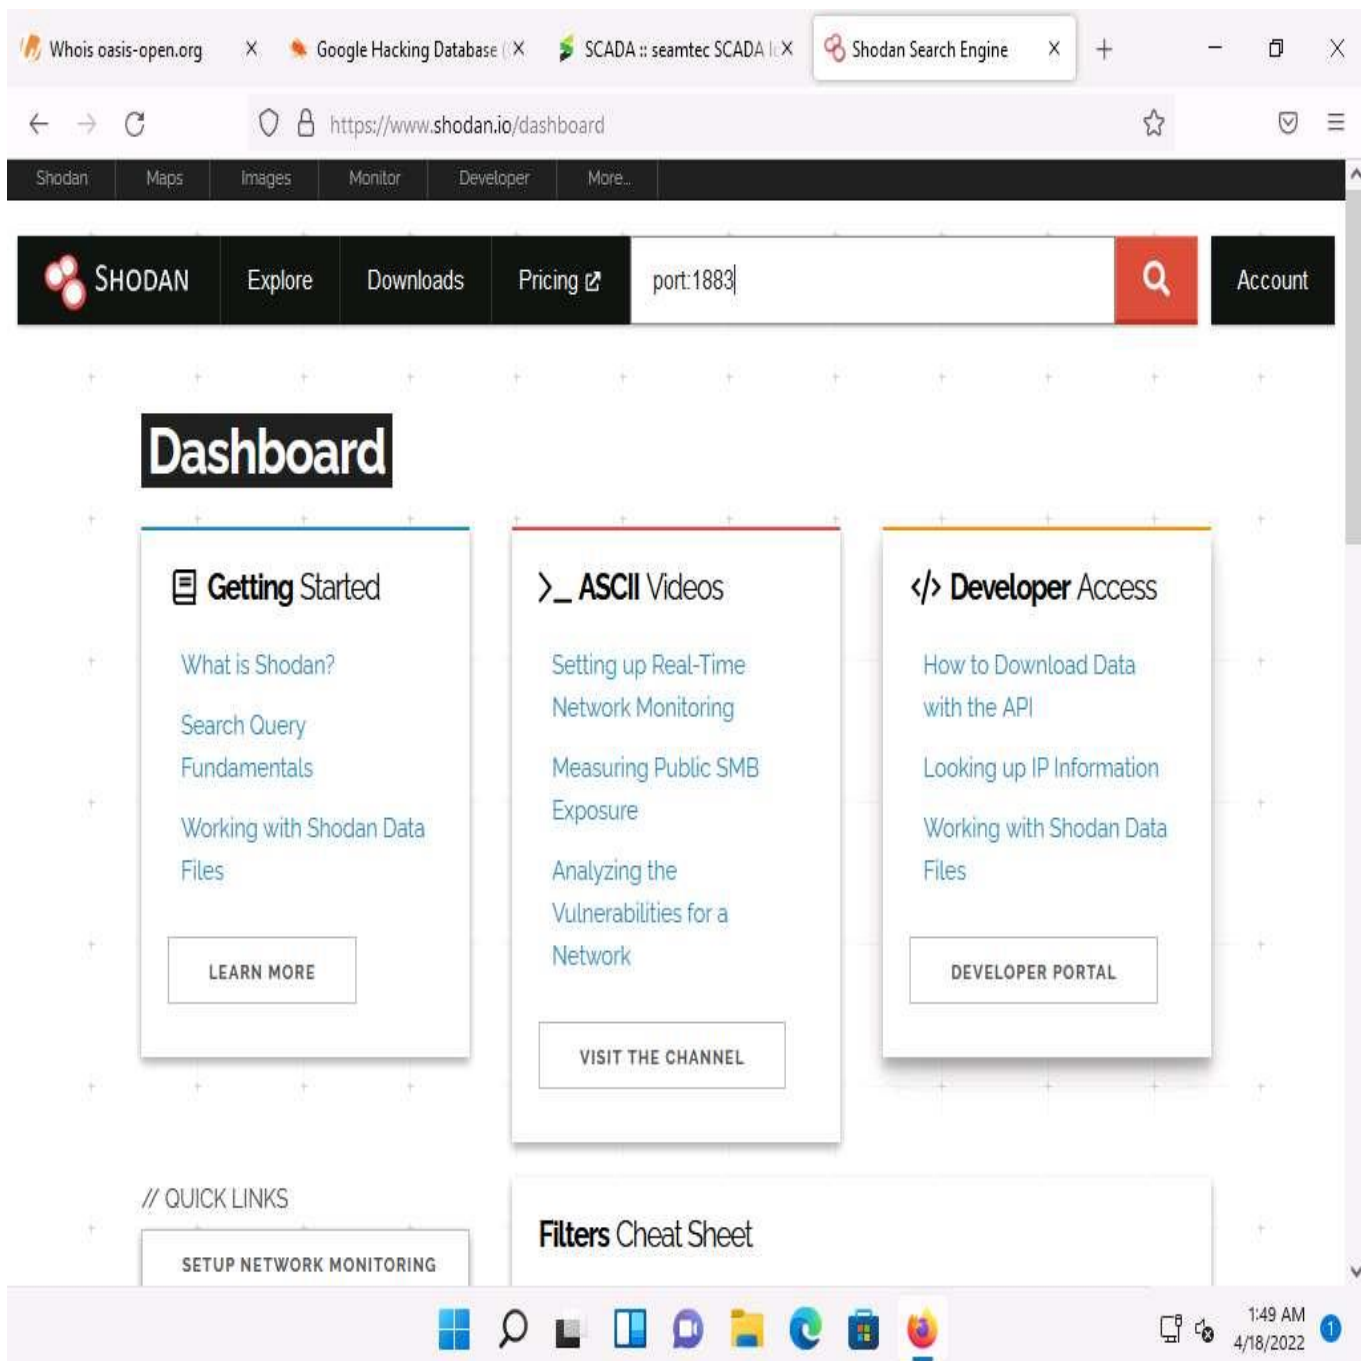 Whois oasis-open.org
Google Hacking Database (
SCADA :: seamtec SCADA
Shodan Search Engine
https://www.shodan.io/dashboard
Shodan Maps Images Monitor Developer More...
SHODAN Explore Downloads Pricing port:1883 Account
Dashboard
Getting Started
What is Shodan?
Search Query
Fundamentals
Working with Shodan Data
Files
LEARN MORE
>_ ASCII Videos
Setting up Real-Time
Network Monitoring
Measuring Public SMB
Exposure
Analyzing the
Vulnerabilities for a
Network
VISIT THE CHANNEL
</> Developer Access
How to Download Data
with the API
Looking up IP Information
Working with Shodan Data
Files
DEVELOPER PORTAL
// QUICK LINKS
SETUP NETWORK MONITORING
Filters Cheat Sheet
1:49 AM
4/18/2022
1